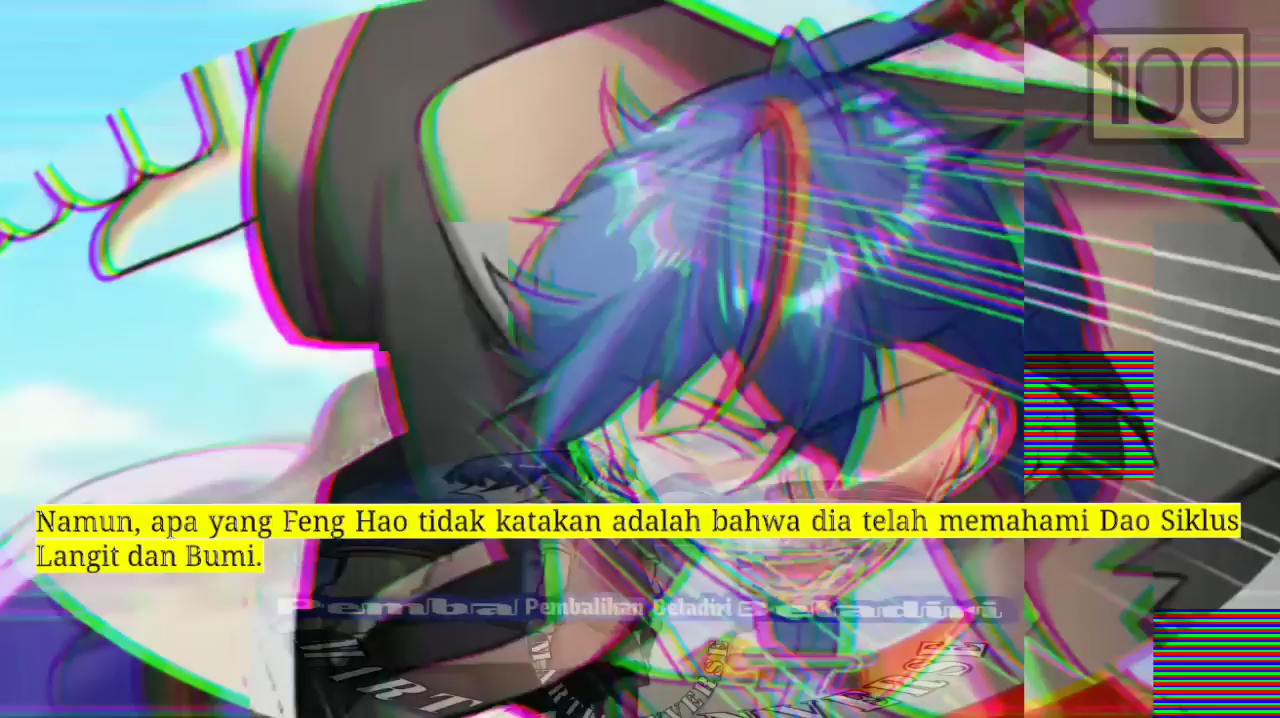 100
Namun, apa yang Feng Hao tidak katakan adalah bahwa dia telah memahami Dao Siklus
Langit dan Bumi.
Pembalikan Beladiri